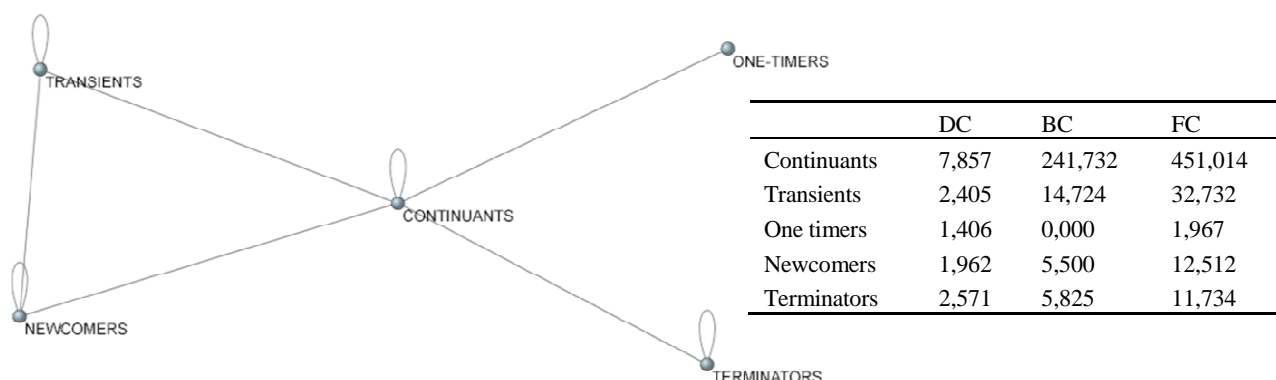 TRANSIENTS
ONE-TIMERS
CONTINUANTS
NEWCOMERS
TERMINATORS
DC BC FC
Continuants 7,857 241,732 451,014
Transients 2,405 14,724 32,732
One timers 1,406 0,000 1,967
Newcomers 1,962 5,500 12,512
Terminators 2,571 5,825 11,734